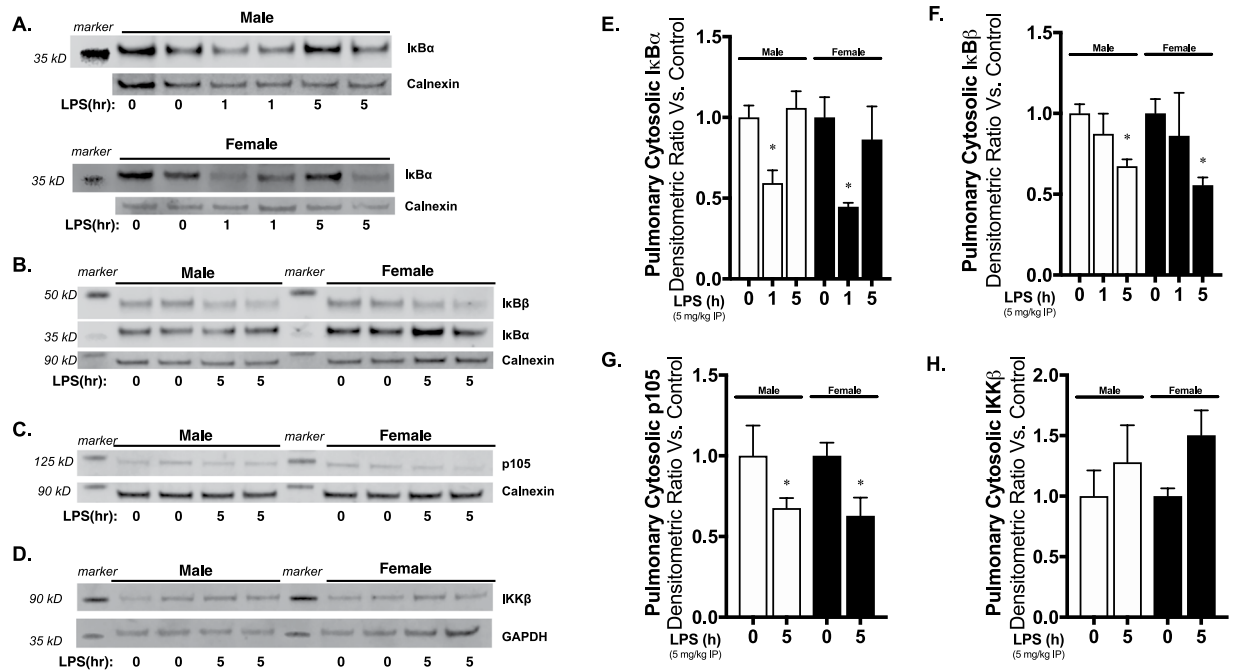 A.
marker Male
35 kD IκBα
Calnexin
LPS(hr): 0 0 1 1 5 5
marker Female
35 kD IκBα
Calnexin
LPS(hr): 0 0 1 1 5 5
B.
marker Male marker Female
50 kD IκBβ
35 kD IκBα
90 kD Calnexin
LPS(hr): 0 0 5 5 0 0 5 5
C.
marker Male marker Female
125 kD p105
90 kD Calnexin
LPS(hr): 0 0 5 5 0 0 5 5
D.
marker Male marker Female
90 kD IKKβ
35 kD GAPDH
LPS(hr): 0 0 5 5 0 0 5 5
E.
Pulmonary Cytosolic IκBα
Densitometric Ratio Vs. Control
1.5
1.0
0.5
0.0
Male Female
* *
0 1 5 0 1 5
LPS (h)
(5 mg/kg IP)
F.
Pulmonary Cytosolic IκBβ
Densitometric Ratio Vs. Control
1.5
1.0
0.5
0.0
Male Female
* *
0 1 5 0 1 5
LPS (h)
(5 mg/kg IP)
G.
Pulmonary Cytosolic p105
Densitometric Ratio Vs. Control
1.5
1.0
0.5
0.0
Male Female
* *
0 5 0 5
LPS (h)
(5 mg/kg IP)
H.
Pulmonary Cytosolic IKKβ
Densitometric Ratio Vs. Control
2.0
1.5
1.0
0.5
0.0
Male Female
0 5 0 5
LPS (h)
(5 mg/kg IP)